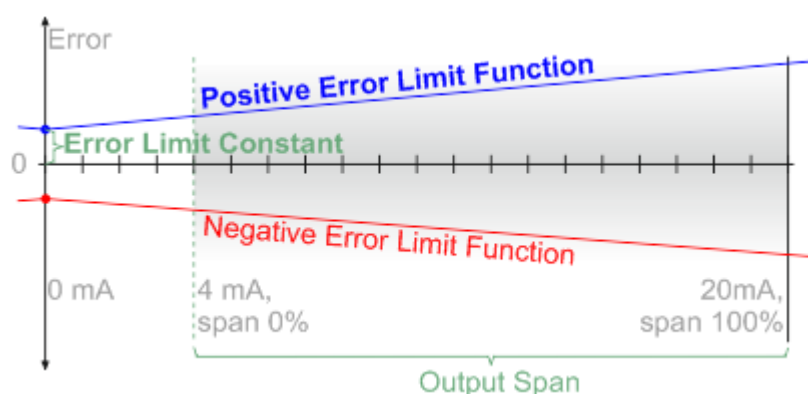 Error
Positive Error Limit Function
Error Limit Constant
0
Negative Error Limit Function
0 mA
4 mA,
span 0%
20mA,
span 100%
Output Span